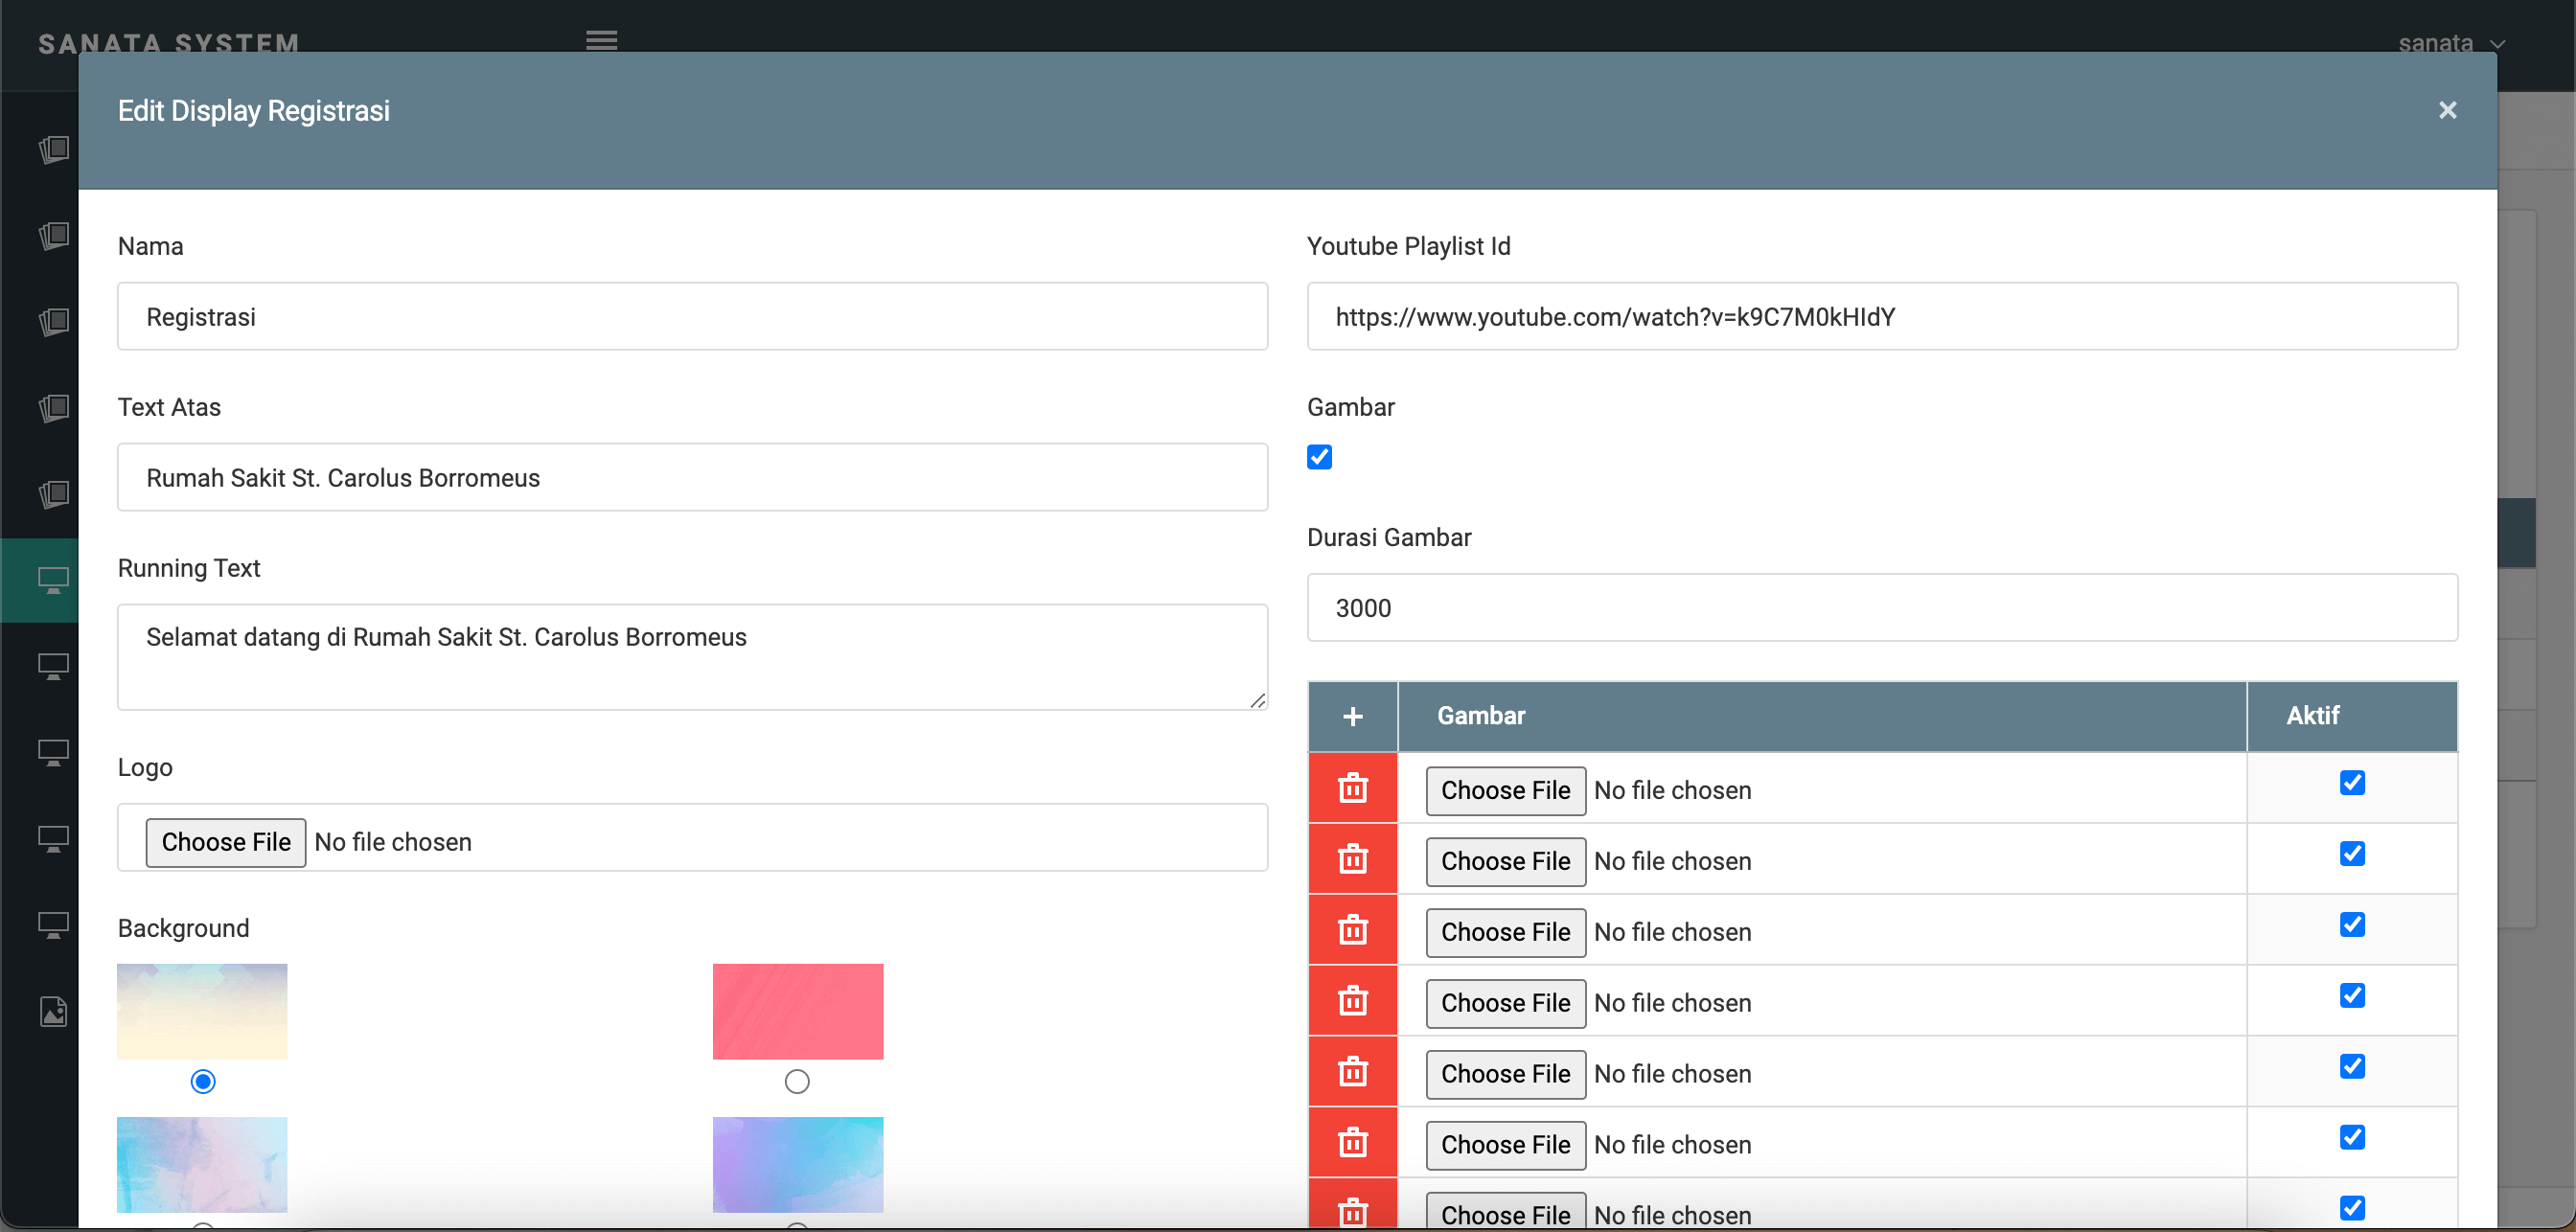 SANATA SYSTEM
sanata
Edit Display Registrasi
×
Nama
Registrasi
Text Atas
Rumah Sakit St. Carolus Borromeus
Running Text
Selamat datang di Rumah Sakit St. Carolus Borromeus
Logo
Choose File No file chosen
Background
Youtube Playlist Id
https://www.youtube.com/watch?v=k9C7M0kHIdY
Gambar
Durasi Gambar
3000
+ Gambar Aktif
Choose File No file chosen
Choose File No file chosen
Choose File No file chosen
Choose File No file chosen
Choose File No file chosen
Choose File No file chosen
Choose File No file chosen